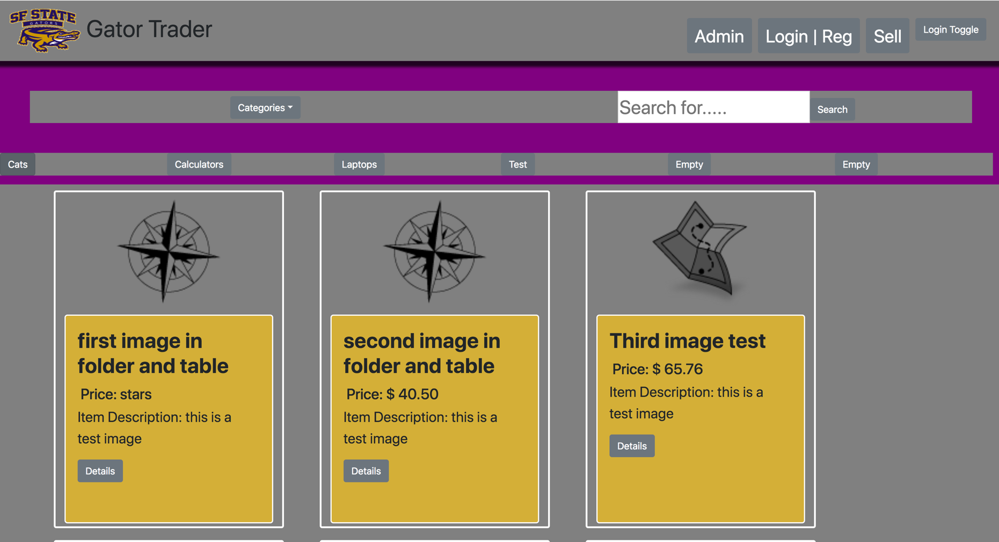 SF STATE
GATORS
Gator Trader
Admin
Login | Reg
Sell
Login Toggle
Categories
Search for.....
Search
Cats
Calculators
Laptops
Test
Empty
Empty
first image in
folder and table
Price: stars
Item Description: this is a
test image
Details
second image in
folder and table
Price: $ 40.50
Item Description: this is a
test image
Details
Third image test
Price: $ 65.76
Item Description: this is a
test image
Details